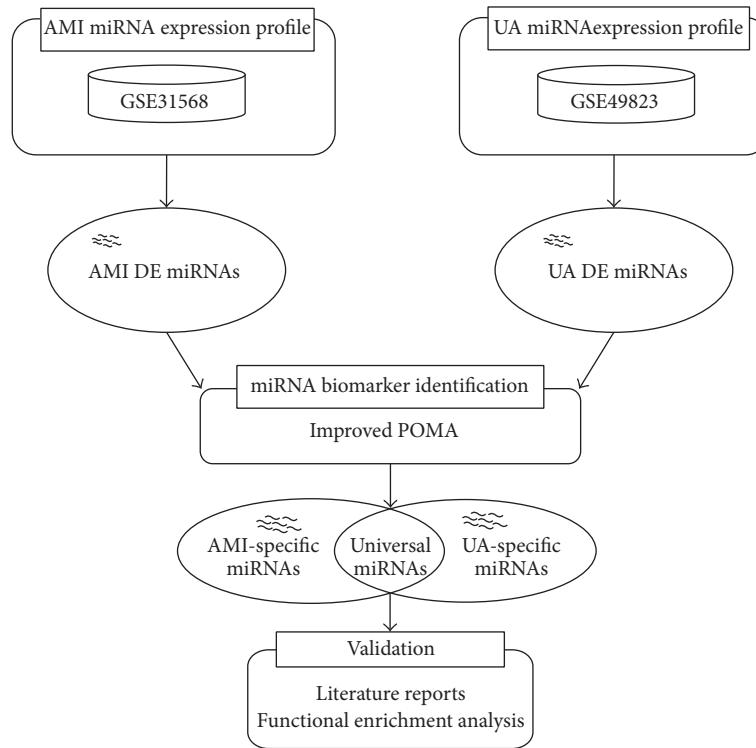 AMI miRNA expression profile
GSE31568
UA miRNAexpression profile
GSE49823
AMI DE miRNAs
UA DE miRNAs
miRNA biomarker identification
Improved POMA
AMI-specific
miRNAs
Universal
miRNAs
UA-specific
miRNAs
Validation
Literature reports
Functional enrichment analysis